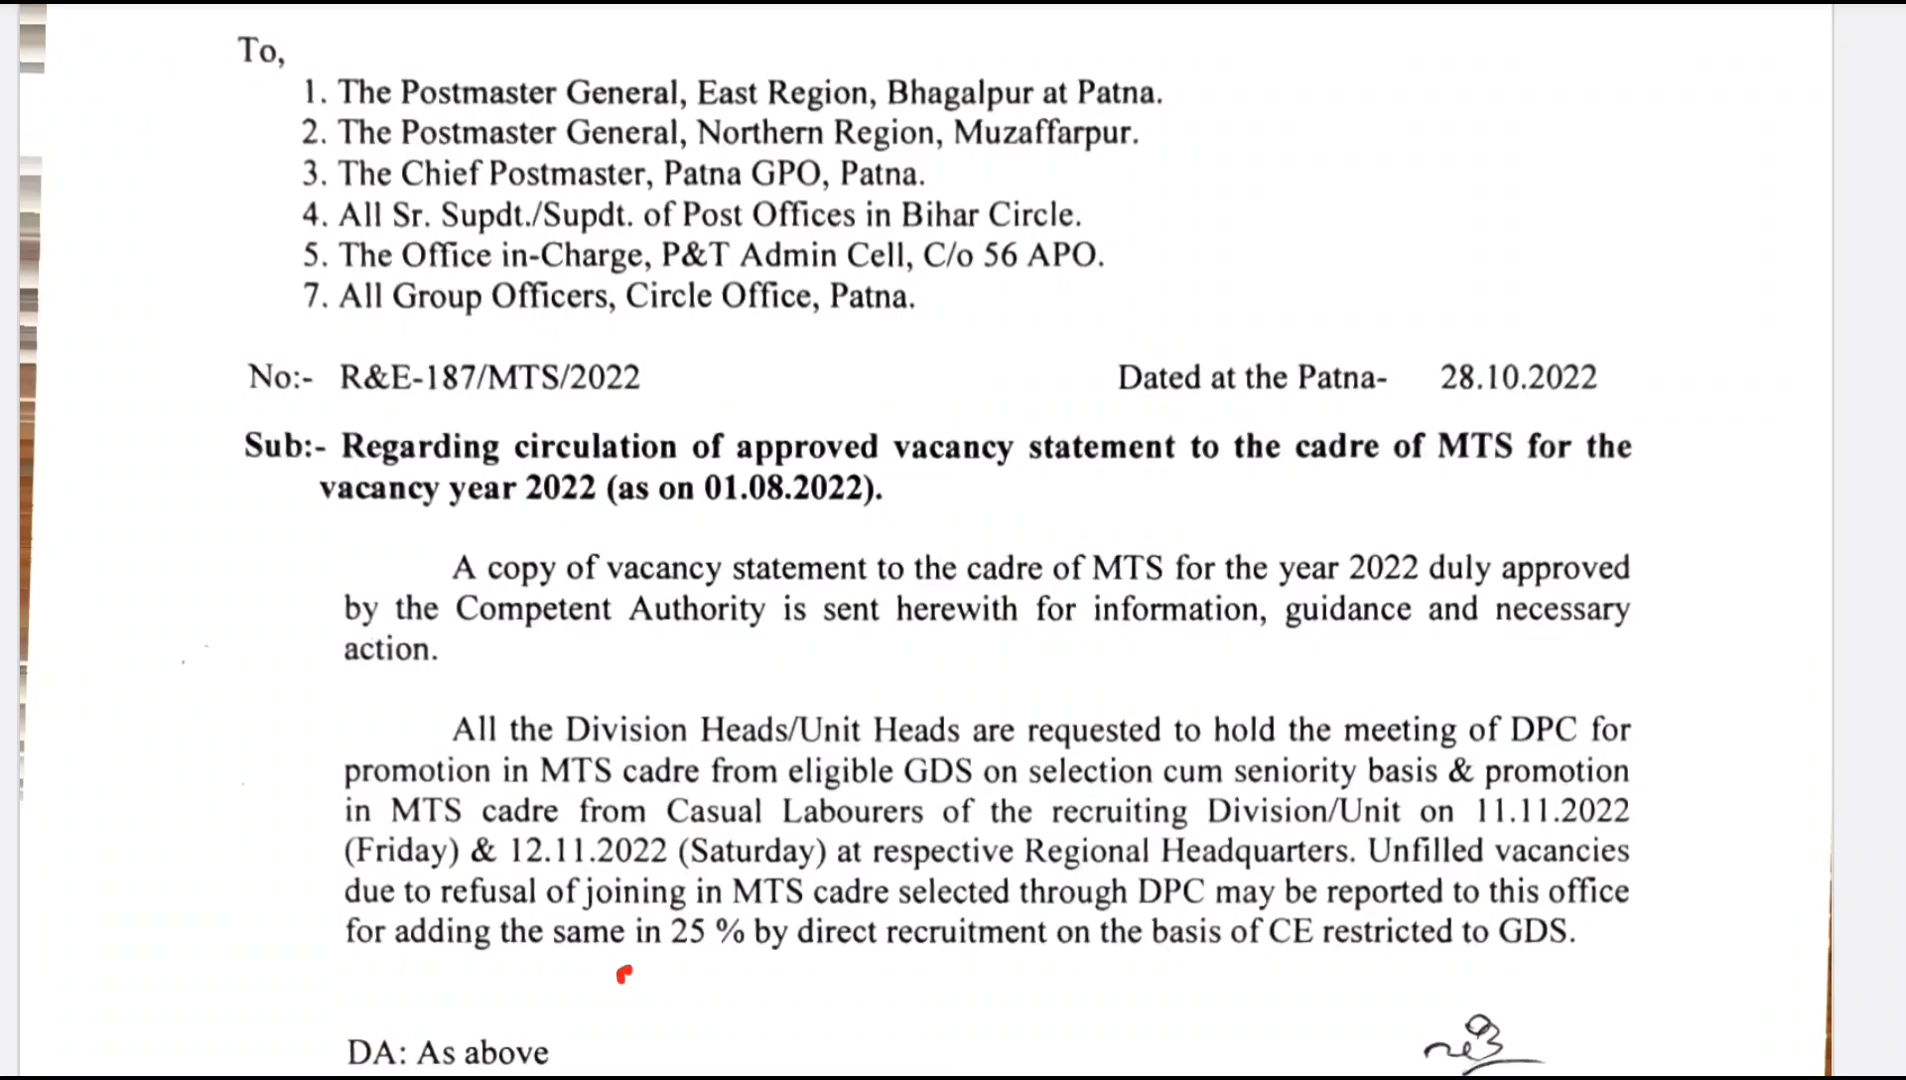 To,
1. The Postmaster General, East Region, Bhagalpur at Patna.
2. The Postmaster General, Northern Region, Muzaffarpur.
3. The Chief Postmaster, Patna GPO, Patna.
4. All Sr. Supdt./Supdt. of Post Offices in Bihar Circle.
5. The Office in-Charge, P&T Admin Cell, C/o 56 APO.
7. All Group Officers, Circle Office, Patna.
No:- R&E-187/MTS/2022 Dated at the Patna- 28.10.2022
Sub:- Regarding circulation of approved vacancy statement to the cadre of MTS for the
vacancy year 2022 (as on 01.08.2022).
A copy of vacancy statement to the cadre of MTS for the year 2022 duly approved
by the Competent Authority is sent herewith for information, guidance and necessary
action.
All the Division Heads/Unit Heads are requested to hold the meeting of DPC for
promotion in MTS cadre from eligible GDS on selection cum seniority basis & promotion
in MTS cadre from Casual Labourers of the recruiting Division/Unit on 11.11.2022
(Friday) & 12.11.2022 (Saturday) at respective Regional Headquarters. Unfilled vacancies
due to refusal of joining in MTS cadre selected through DPC may be reported to this office
for adding the same in 25 % by direct recruitment on the basis of CE restricted to GDS.
DA: As above